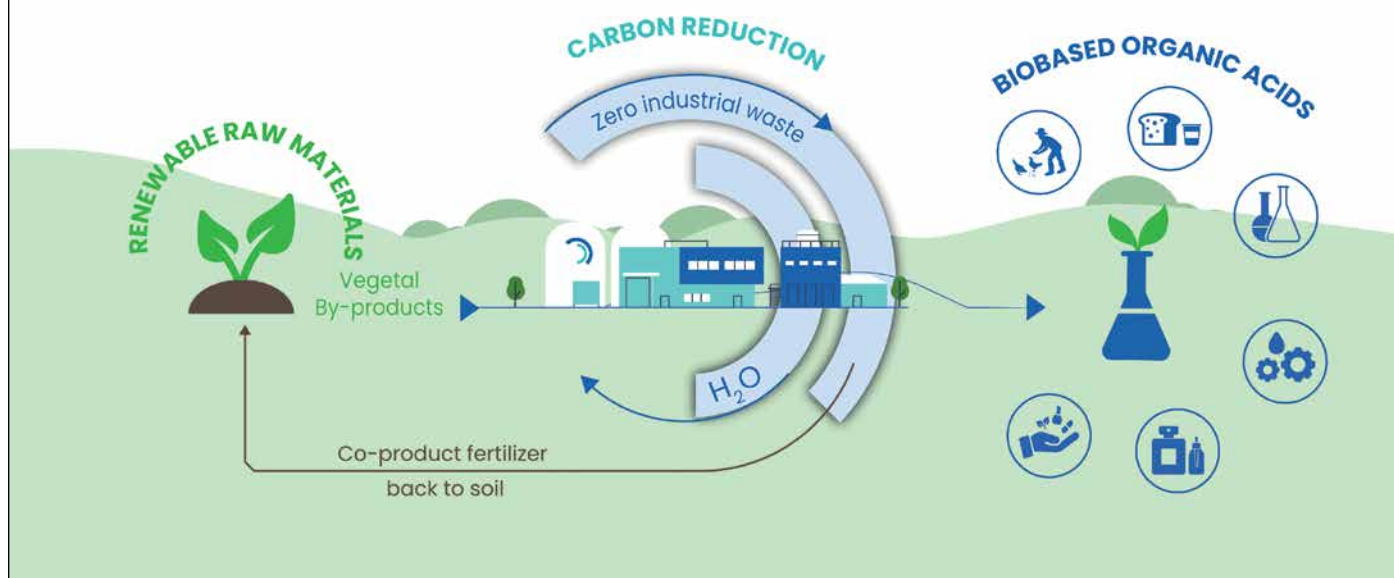 CARBON REDUCTION
BIOBASED ORGANIC ACIDS
Zero industrial waste
RENEWABLE RAW MATERIALS
Vegetal
By-products
H₂O
Co-product fertilizer
back to soil